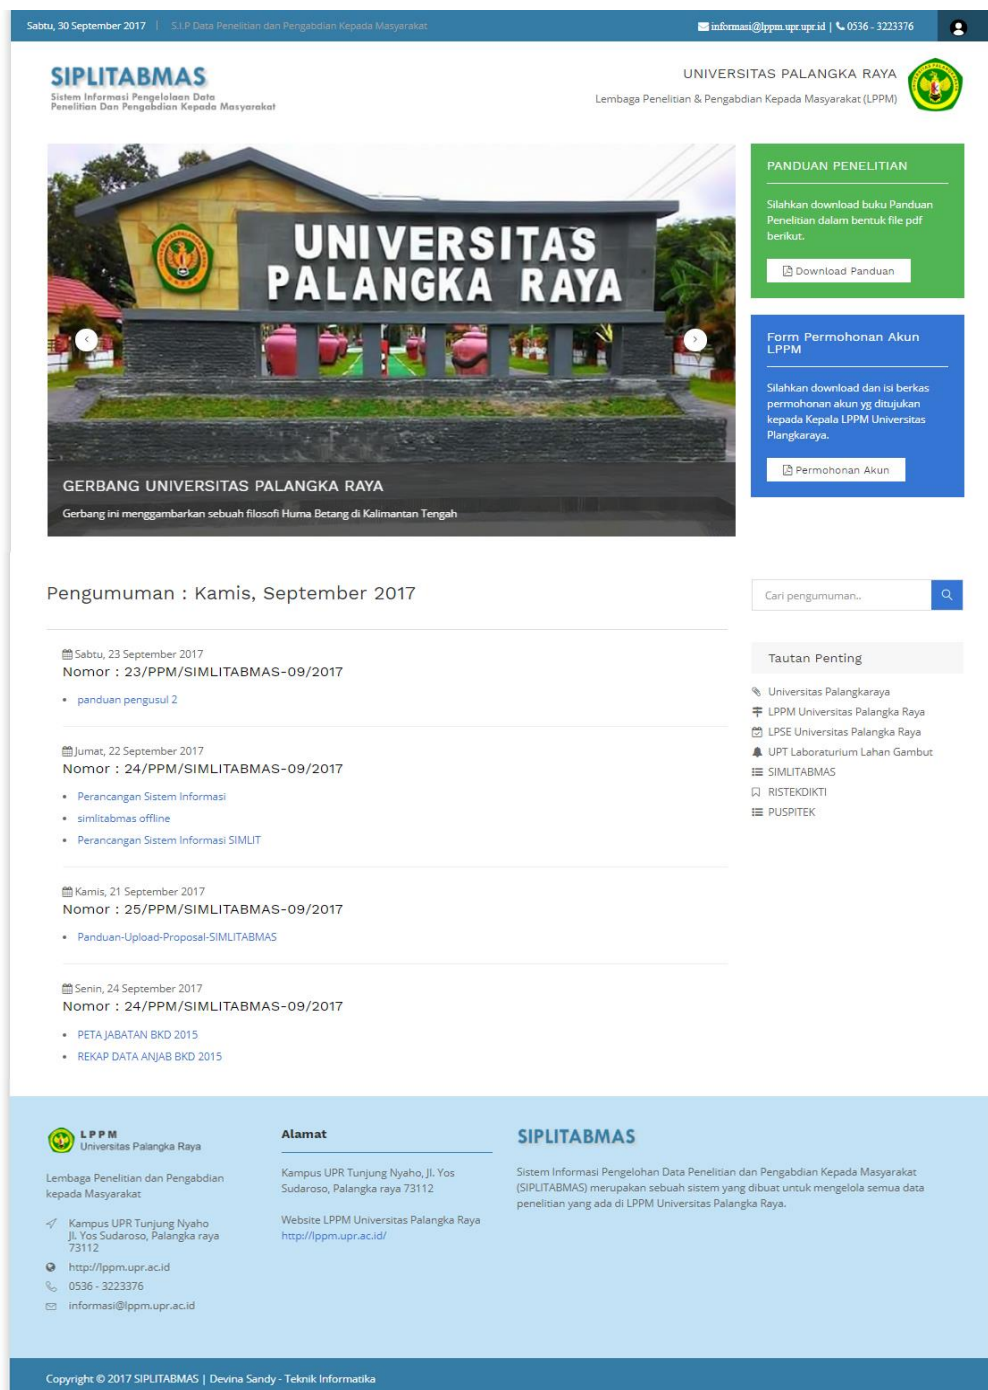 Sabtu, 30 September 2017 | S.I.P Data Penelitian dan Pengabdian Kepada Masyarakat
informasi@lppm.upr.upr.id | 0536 - 3223376
SIPLITABMAS
Sistem Informasi Pengelolaan Data
Penelitian Dan Pengabdian Kepada Masyarakat
UNIVERSITAS PALANGKA RAYA
Lembaga Penelitian & Pengabdian Kepada Masyarakat (LPPM)
UNIVERSITAS
PALANGKA RAYA
GERBANG UNIVERSITAS PALANGKA RAYA
Gerbang ini menggambarkan sebuah filosofi Huma Betang di Kalimantan Tengah
PANDUAN PENELITIAN
Silahkan download buku Panduan
Penelitian dalam bentuk file pdf
berikut.
Download Panduan
Form Permohonan Akun
LPPM
Silahkan download dan isi berkas
permohonan akun yg ditujukan
kepada Kepala LPPM Universitas
Plangkaraya.
Permohonan Akun
Pengumuman : Kamis, September 2017
Sabtu, 23 September 2017
Nomor : 23/PPM/SIMLITABMAS-09/2017
• panduan pengusul 2
Jumat, 22 September 2017
Nomor : 24/PPM/SIMLITABMAS-09/2017
• Perancangan Sistem Informasi
• simlitabmas offline
• Perancangan Sistem Informasi SIMLIT
Kamis, 21 September 2017
Nomor : 25/PPM/SIMLITABMAS-09/2017
• Panduan-Upload-Proposal-SIMLITABMAS
Senin, 24 September 2017
Nomor : 24/PPM/SIMLITABMAS-09/2017
• PETA JABATAN BKD 2015
• REKAP DATA ANJAB BKD 2015
Cari pengumuman..
Tautan Penting
Universitas Palangkaraya
LPPM Universitas Palangka Raya
LPSE Universitas Palangka Raya
UPT Laboraturium Lahan Gambut
SIMLITABMAS
RISTEKDIKTI
PUSPITEK
LPPM
Universitas Palangka Raya
Lembaga Penelitian dan Pengabdian
kepada Masyarakat
Kampus UPR Tunjung Nyaho
Jl. Yos Sudaroso, Palangka raya
73112
http://lppm.upr.ac.id
0536 - 3223376
informasi@lppm.upr.ac.id
Alamat
Kampus UPR Tunjung Nyaho, Jl. Yos
Sudaroso, Palangka raya 73112
Website LPPM Universitas Palangka Raya
http://lppm.upr.ac.id/
SIPLITABMAS
Sistem Informasi Pengelohan Data Penelitian dan Pengabdian Kepada Masyarakat
(SIPLITABMAS) merupakan sebuah sistem yang dibuat untuk mengelola semua data
penelitian yang ada di LPPM Universitas Palangka Raya.
Copyright © 2017 SIPLITABMAS | Devina Sandy - Teknik Informatika